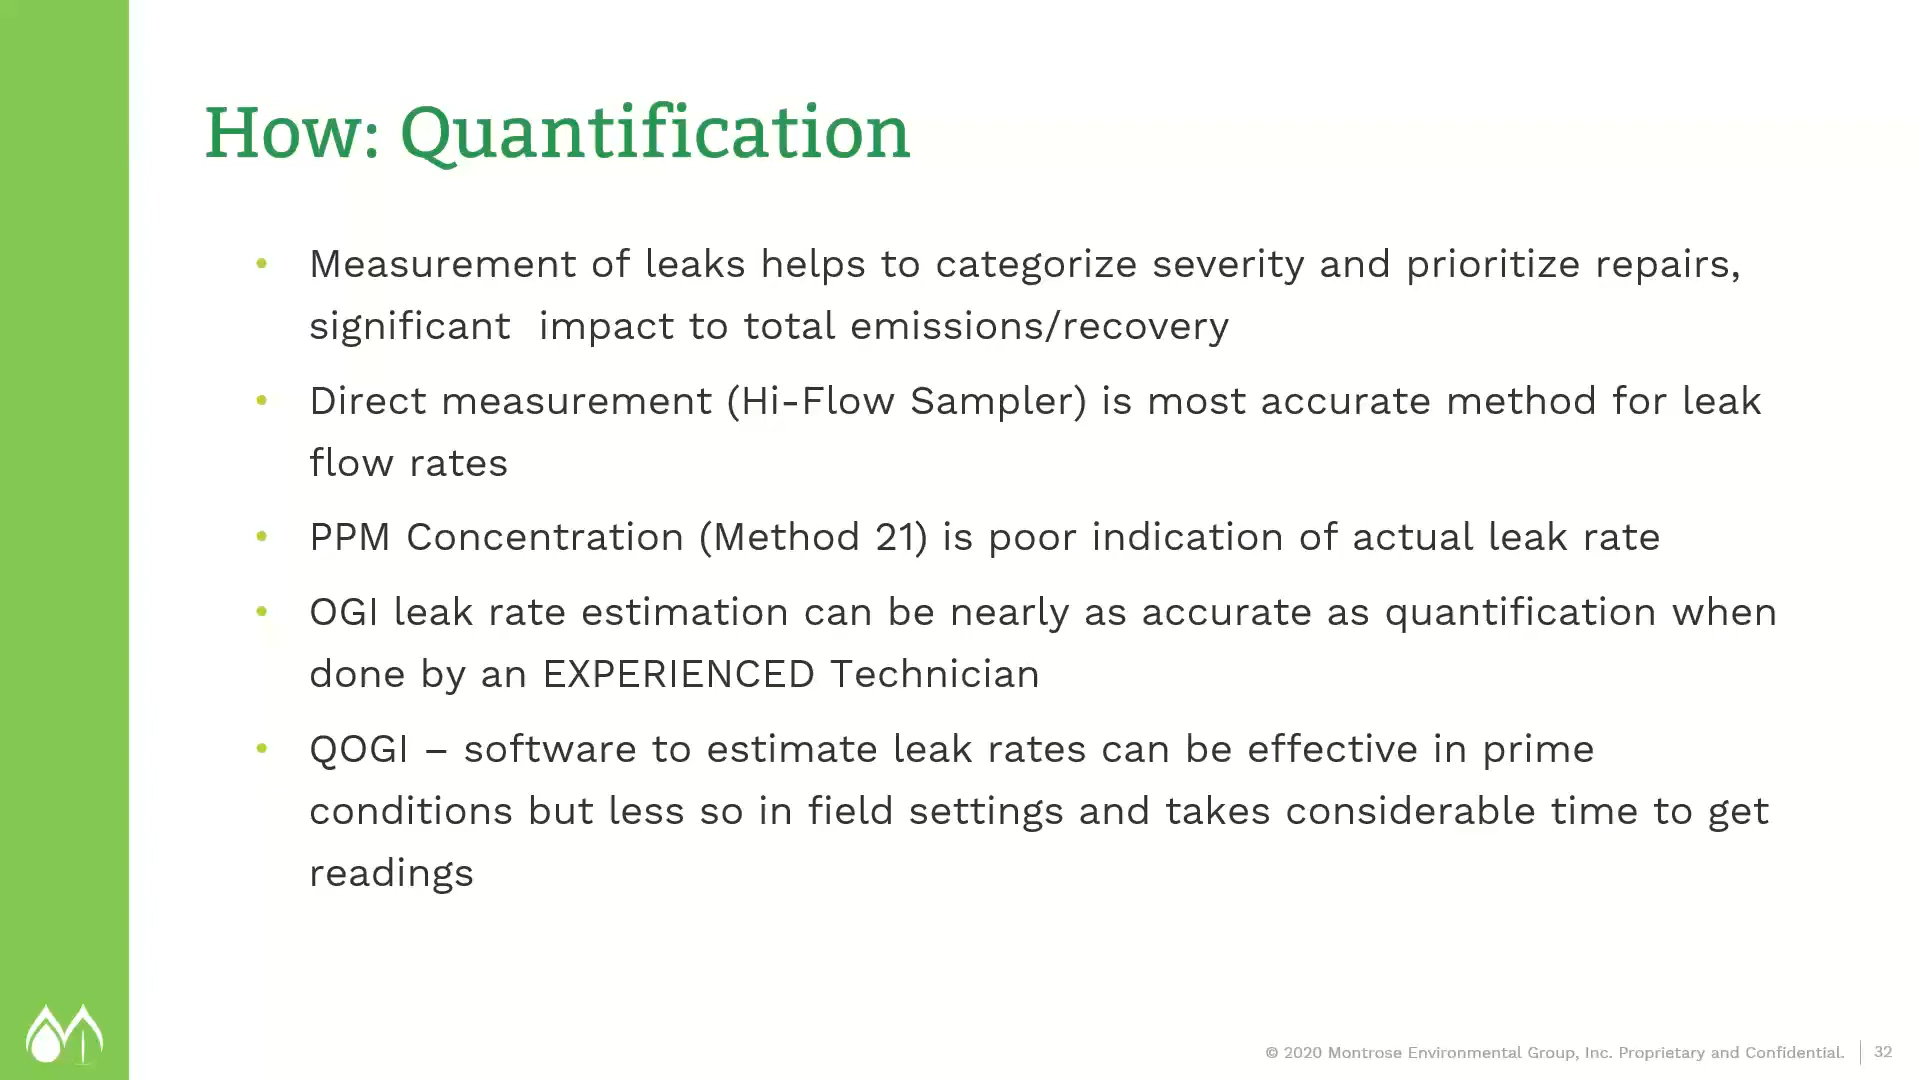 How: Quantification
• Measurement of leaks helps to categorize severity and prioritize repairs,
significant  impact to total emissions/recovery
• Direct measurement (Hi-Flow Sampler) is most accurate method for leak
flow rates
• PPM Concentration (Method 21) is poor indication of actual leak rate
• OGI leak rate estimation can be nearly as accurate as quantification when
done by an EXPERIENCED Technician
• QOGI – software to estimate leak rates can be effective in prime
conditions but less so in field settings and takes considerable time to get
readings
© 2020 Montrose Environmental Group, Inc. Proprietary and Confidential. 32